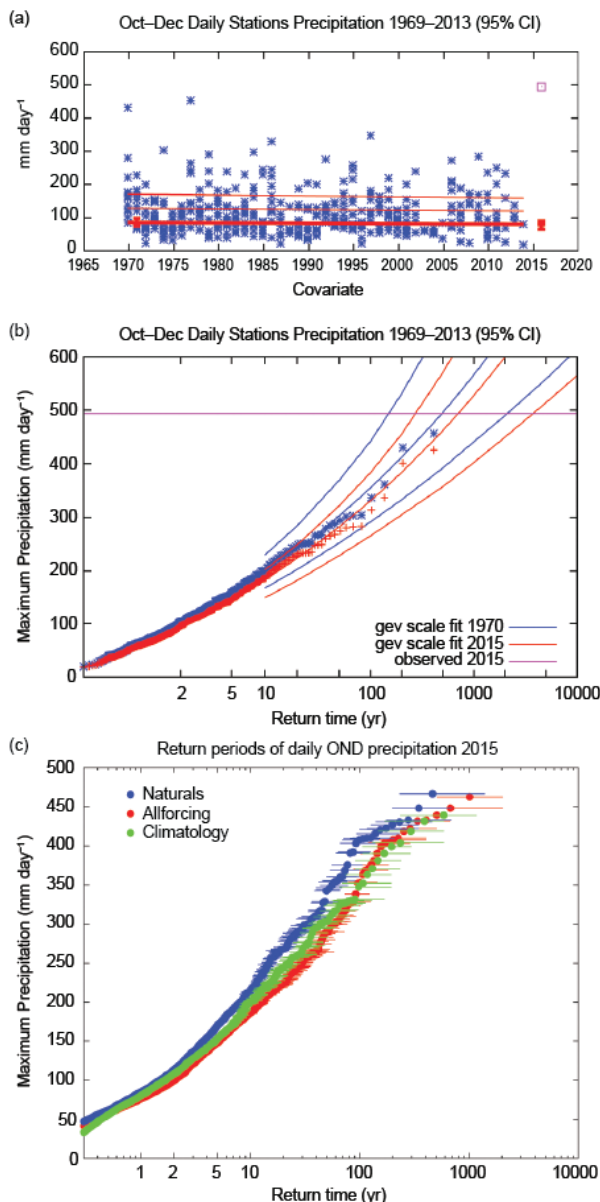 (a)
Oct-Dec Daily Stations Precipitation 1969–2013 (95% CI)
600
500
400
300
200
100
0
mm day⁻¹
1965 1970 1975 1980 1985 1990 1995 2000 2005 2010 2015 2020
Covariate
(b)
Oct–Dec Daily Stations Precipitation 1969–2013 (95% CI)
600
500
400
300
200
100
0
Maximum Precipitation (mm day⁻¹)
gev scale fit 1970
gev scale fit 2015
observed 2015
2 5 10 100 1000 10000
Return time (yr)
(c)
Return periods of daily OND precipitation 2015
500
450
400
350
300
250
200
150
100
50
0
Maximum Precipitation (mm day⁻¹)
Naturals
Allforcing
Climatology
1 2 10 100 1000 10000
Return time (yr)